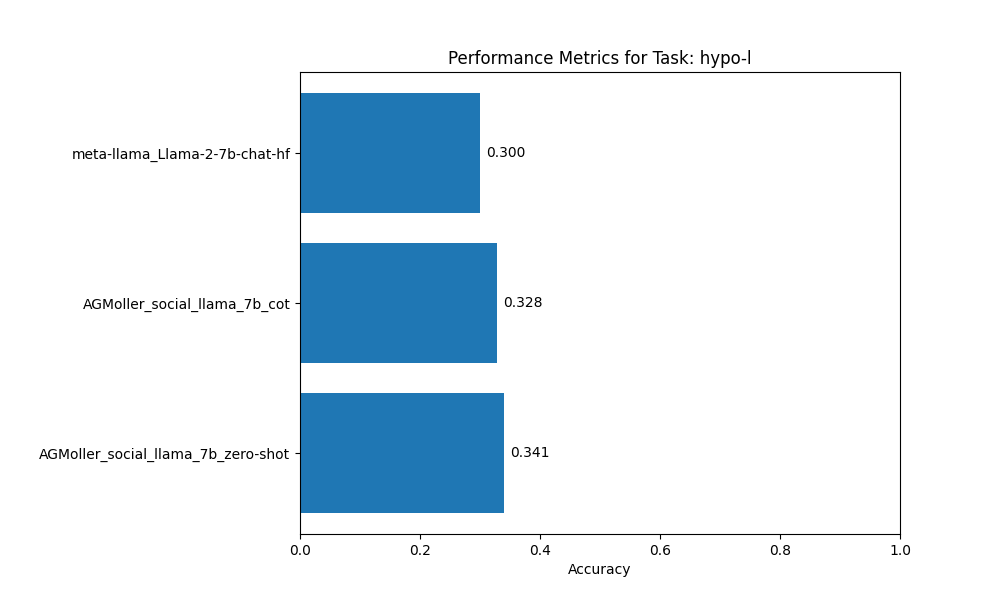 Performance Metrics for Task: hypo-l
meta-llama_Llama-2-7b-chat-hf
0.300
AGMoller_social_llama_7b_cot
0.328
AGMoller_social_llama_7b_zero-shot
0.341
0.0 0.2 0.4 0.6 0.8 1.0
Accuracy